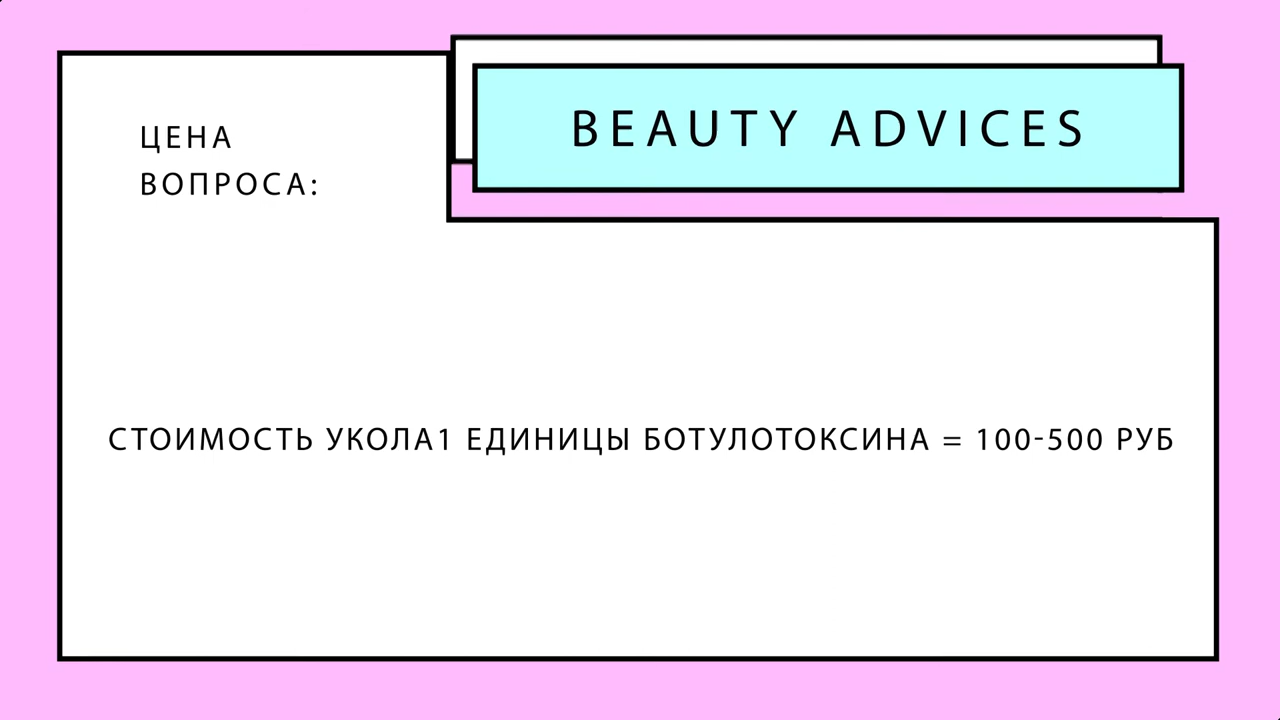 BEAUTY ADVICES
ЦЕНА
ВОПРОСА:
СТОИМОСТЬ УКОЛА1 ЕДИНИЦЫ БОТУЛОТОКСИНА = 100-500 РУБ